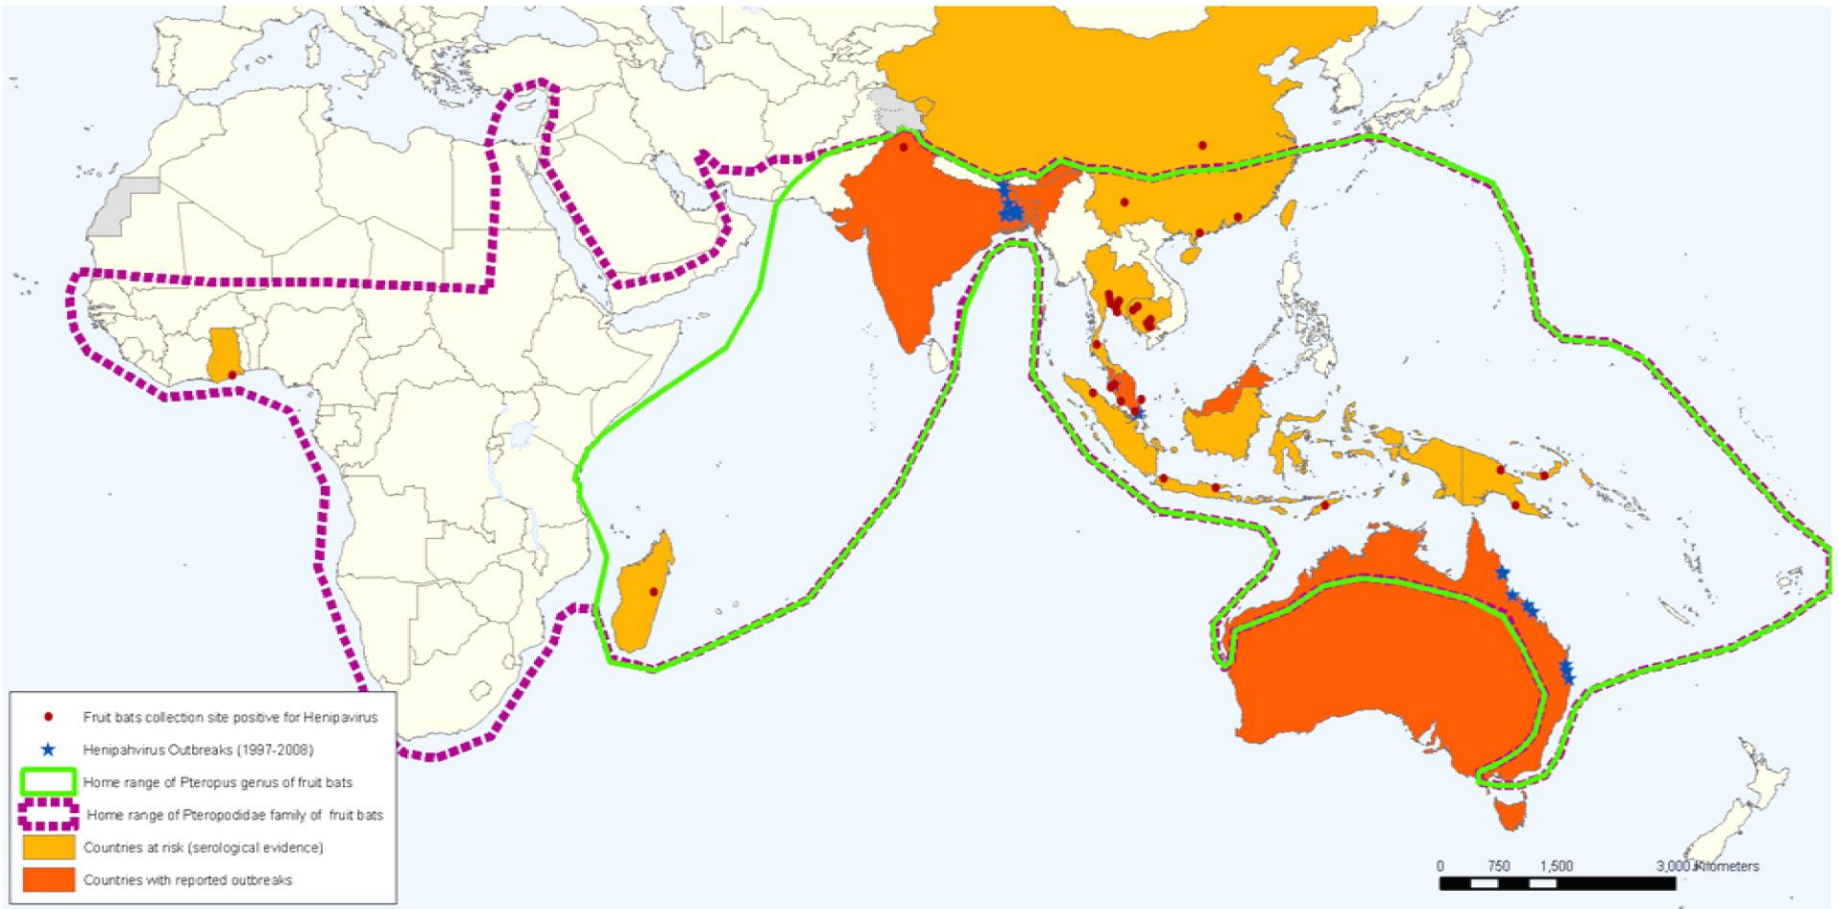 Fruit bats collection site positive for Henipavirus
Henipahvirus Outbreaks (1997-2008)
Home range of Pteropus genus of fruit bats
Home range of Pteropodidae family of fruit bats
Countries at risk (serological evidence)
Countries with reported outbreaks
0 750 1,500 3,000 Kilometers